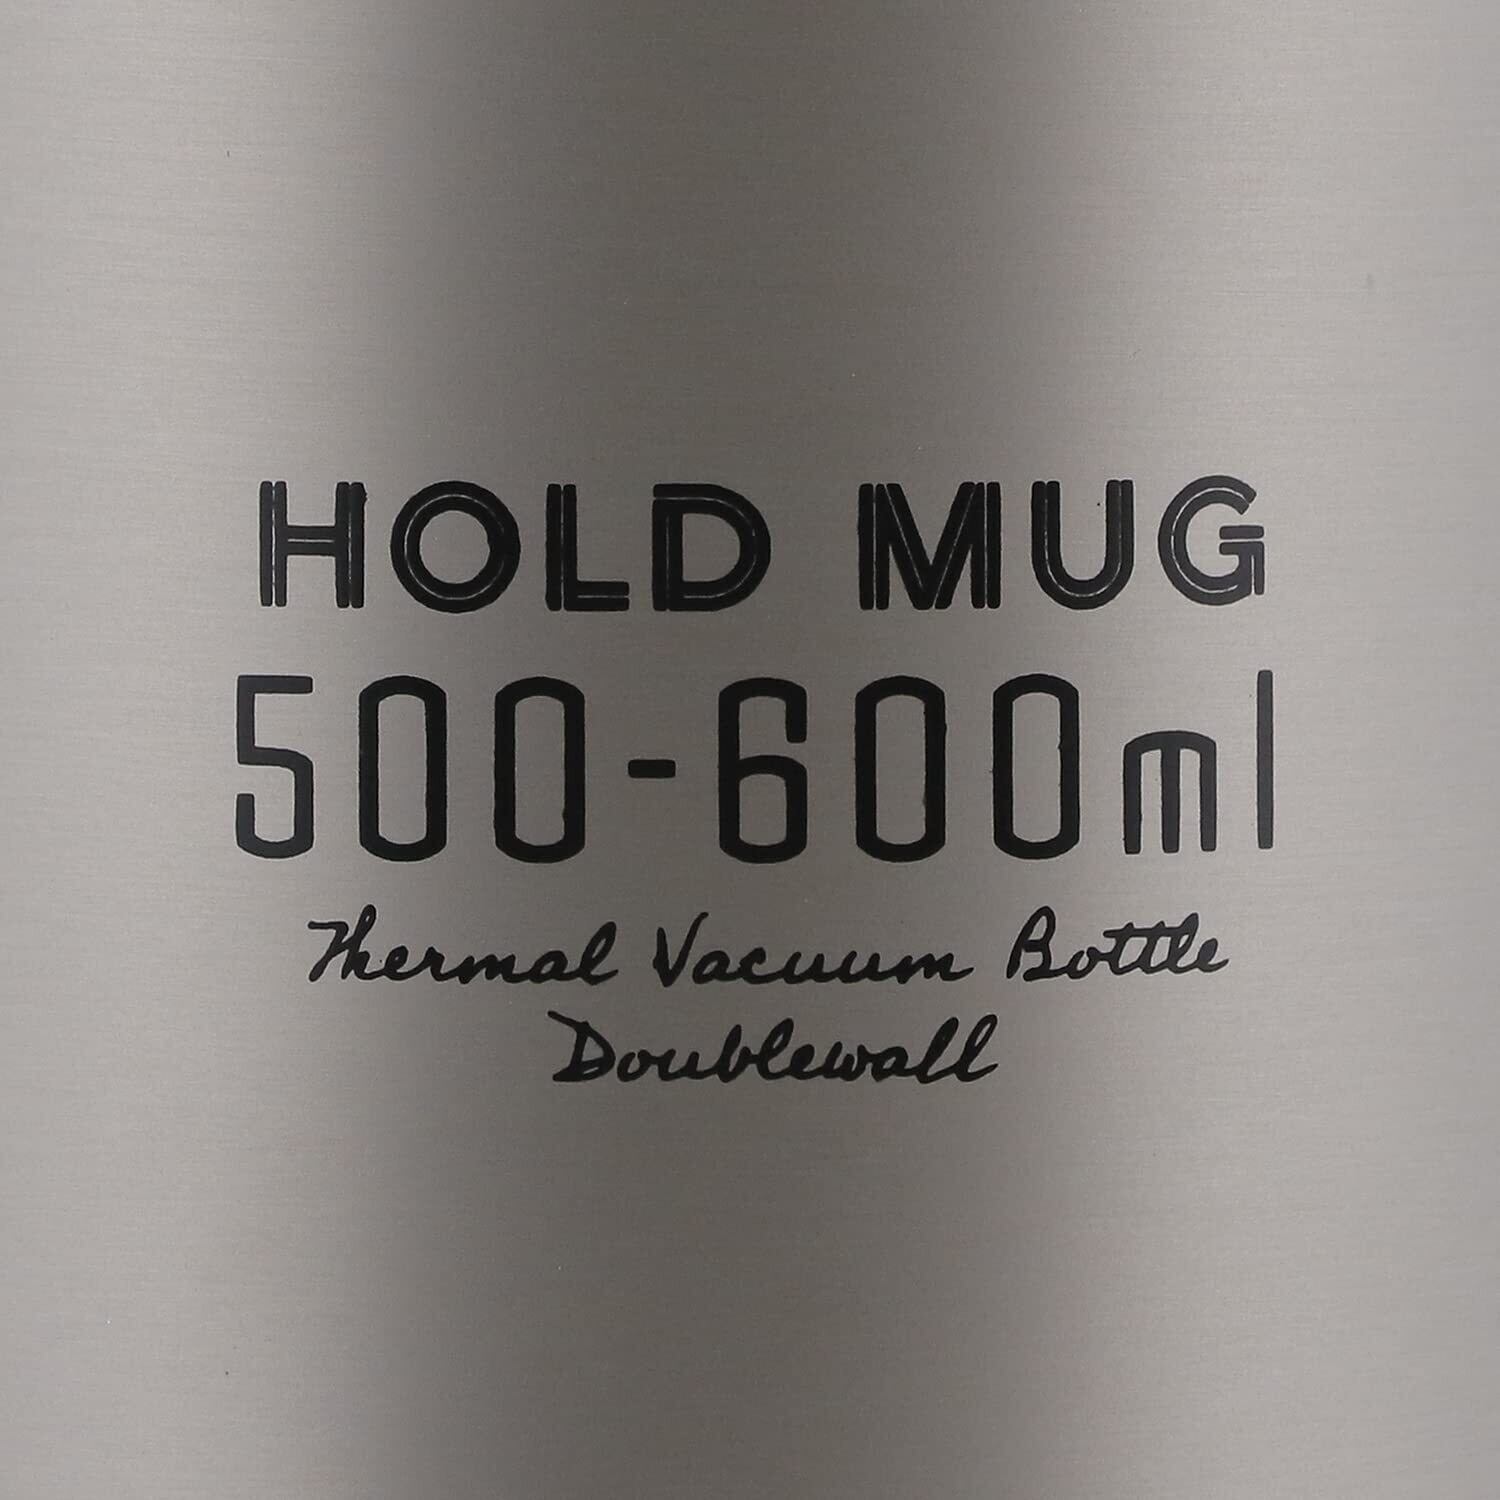 HOLD MUG
500-600ml
Thermal Vacuum Bottle
Doublewall